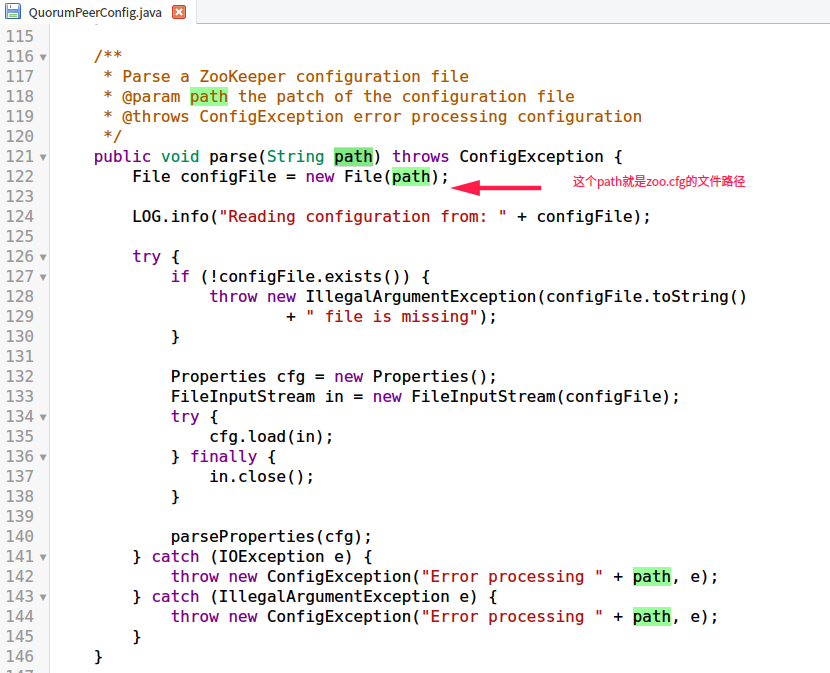 QuorumPeerConfig.java
115
116 /**
117 * Parse a ZooKeeper configuration file
118 * @param path the patch of the configuration file
119 * @throws ConfigException error processing configuration
120 */
121 public void parse(String path) throws ConfigException {
122 File configFile = new File(path); 这个path就是zoo.cfg的文件路径
123
124 LOG.info("Reading configuration from: " + configFile);
125
126 try {
127 if (!configFile.exists()) {
128 throw new IllegalArgumentException(configFile.toString()
129 + " file is missing");
130 }
131
132 Properties cfg = new Properties();
133 FileInputStream in = new FileInputStream(configFile);
134 try {
135 cfg.load(in);
136 } finally {
137 in.close();
138 }
139
140 parseProperties(cfg);
141 } catch (IOException e) {
142 throw new ConfigException("Error processing " + path, e);
143 } catch (IllegalArgumentException e) {
144 throw new ConfigException("Error processing " + path, e);
145 }
146 }